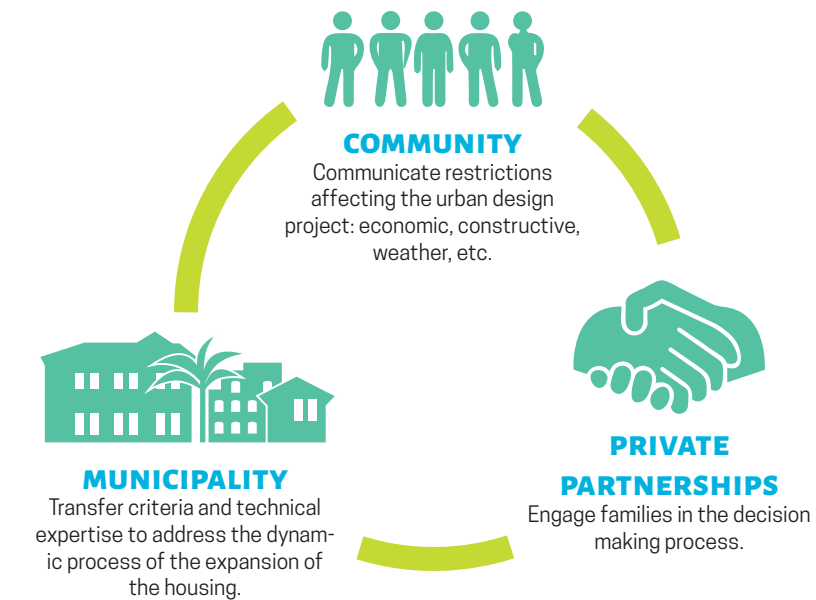 COMMUNITY
Communicate restrictions
affecting the urban design
project: economic, constructive,
weather, etc.
MUNICIPALITY
Transfer criteria and technical
expertise to address the dynam-
ic process of the expansion of
the housing.
PRIVATE
PARTNERSHIPS
Engage families in the decision
making process.